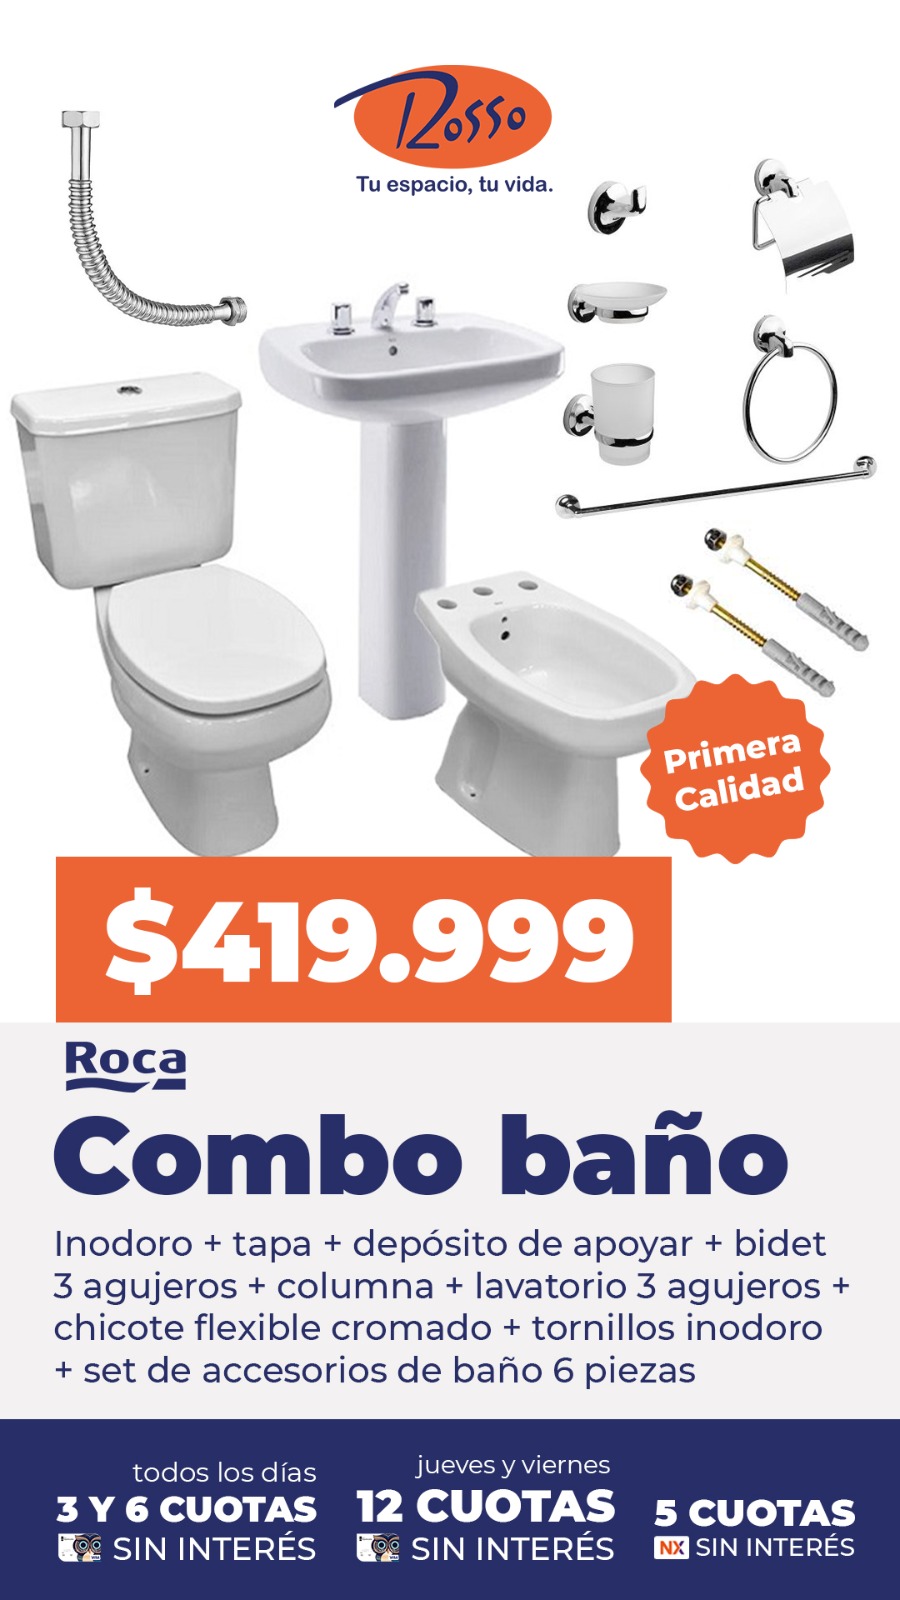 Rosso
Tu espacio, tu vida.
Primera
Calidad
$419.999
Roca
Combo baño
Inodoro + tapa + depósito de apoyar + bidet
3 agujeros + columna + lavatorio 3 agujeros +
chicote flexible cromado + tornillos inodoro
+ set de accesorios de baño 6 piezas
todos los días
3 Y 6 CUOTAS
SIN INTERÉS
jueves y viernes
12 CUOTAS
SIN INTERÉS
5 CUOTAS
NX SIN INTERÉS